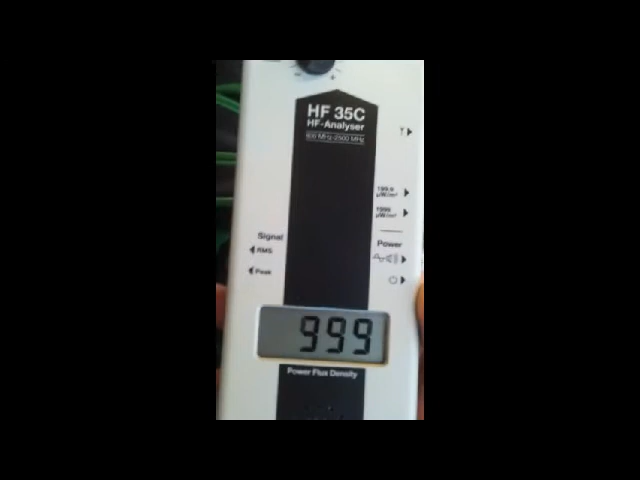 HF 35C
HF-Analyser
800 MHz-2500 MHz
199.9
µW/m²
1999
µW/m²
Signal
RMS
Power
Peak
999
Power Flux Density